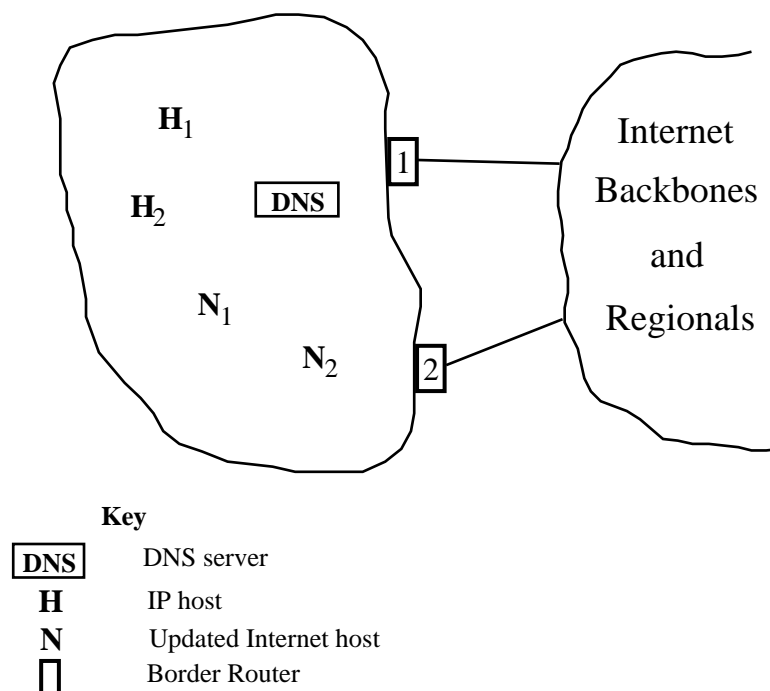 H1
1
Internet
Backbones
and
Regionals
DNS
H2
N1
N2
2
Key
DNS DNS server
H IP host
N Updated Internet host
Border Router